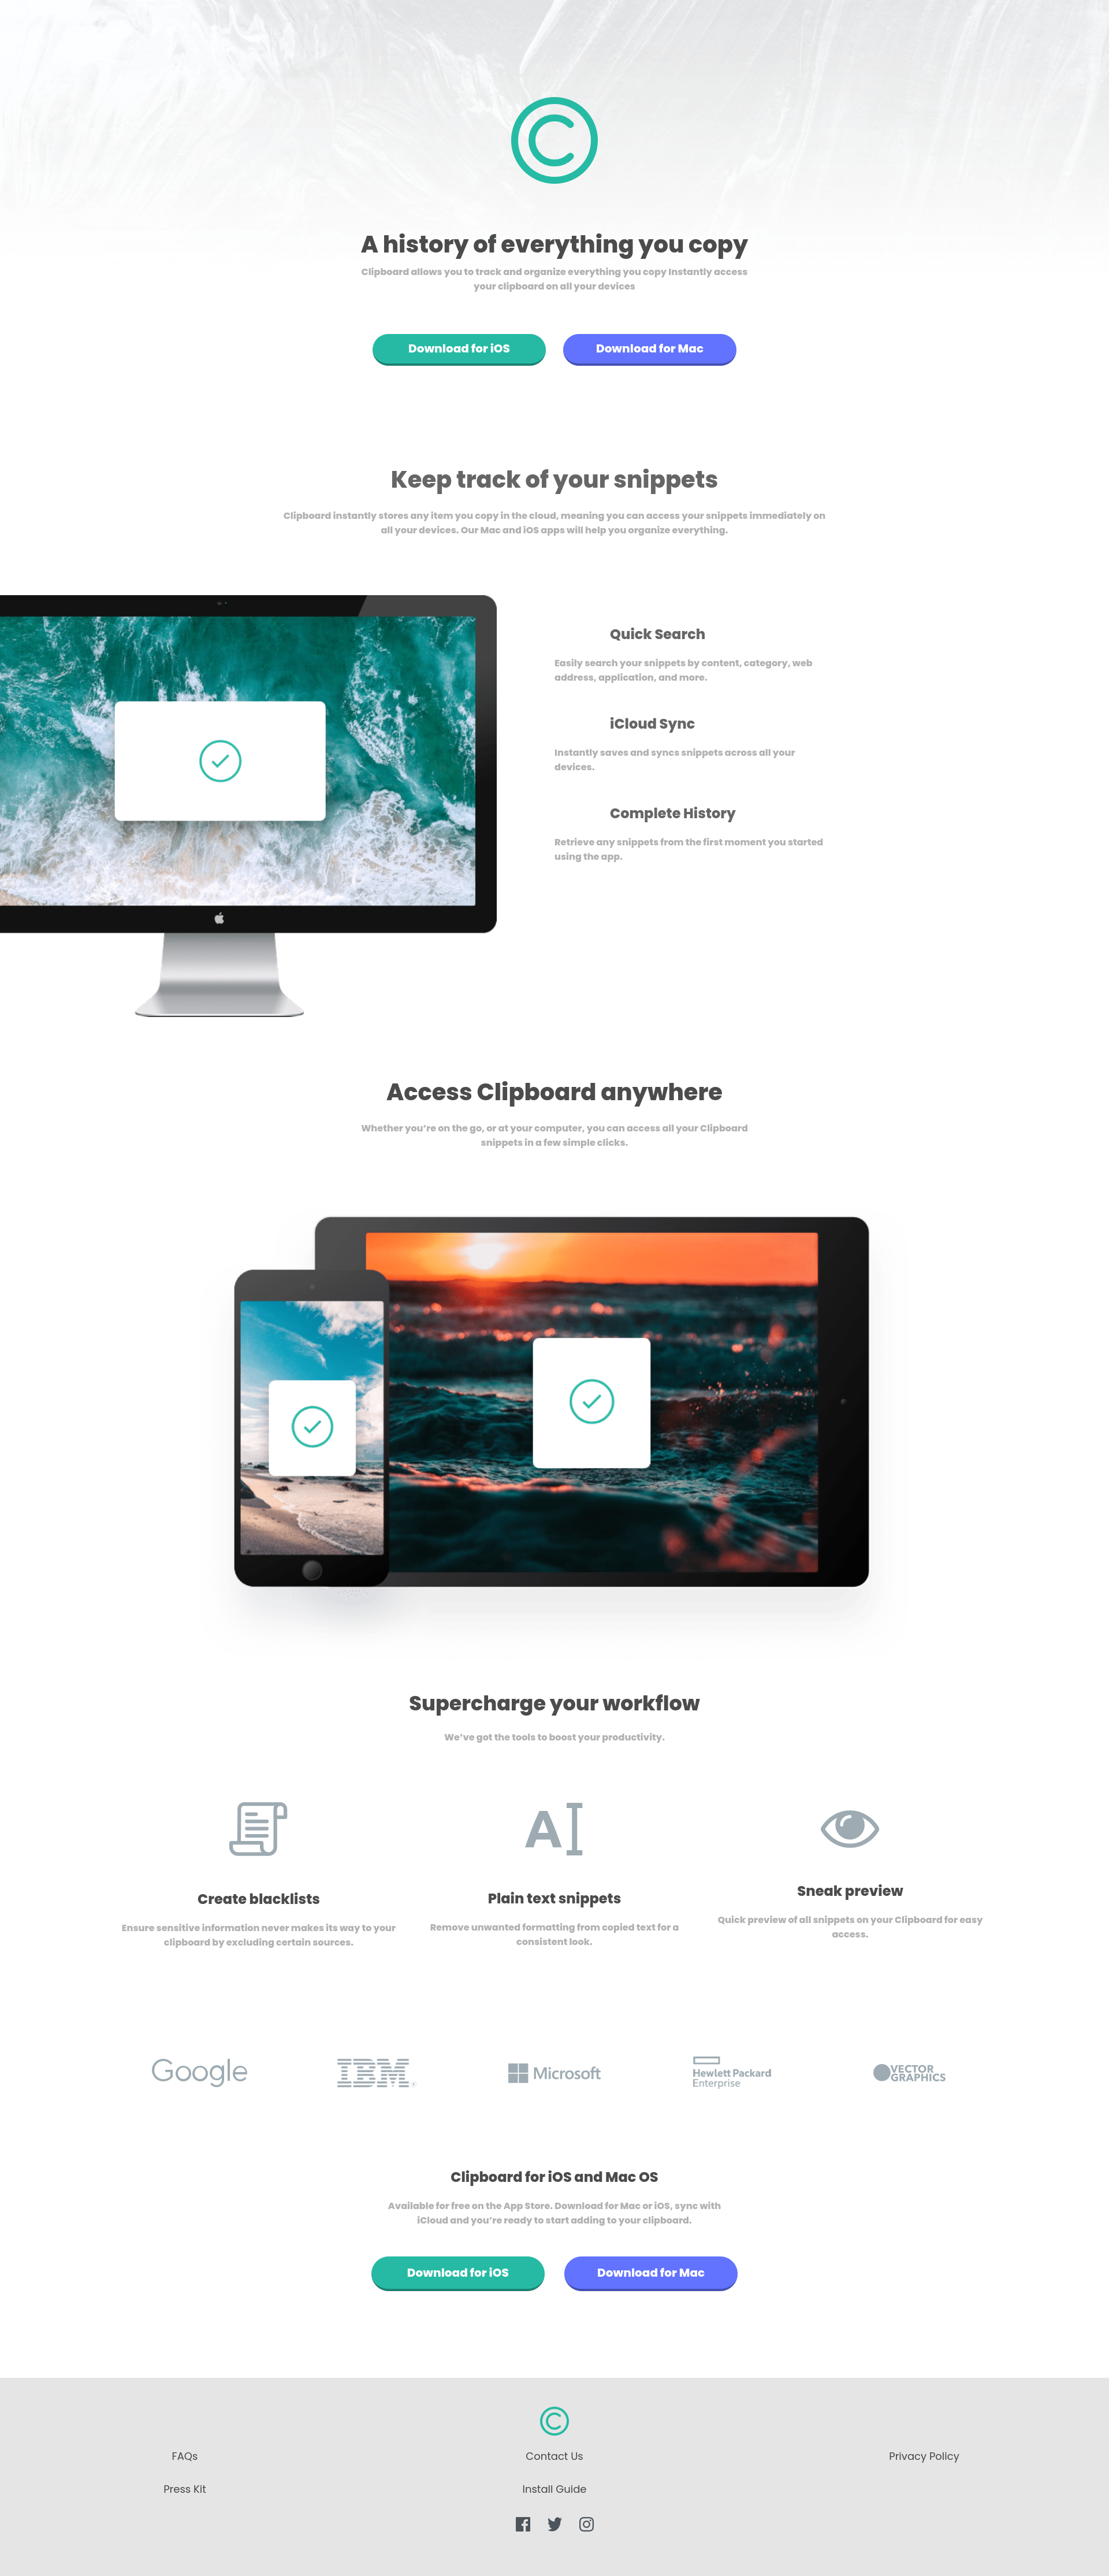 A history of everything you copy
Clipboard allows you to track and organize everything you copy Instantly access
your clipboard on all your devices
Download for iOS
Download for Mac
Keep track of your snippets
Clipboard instantly stores any item you copy in the cloud, meaning you can access your snippets immediately on
all your devices. Our Mac and iOS apps will help you organize everything.
Quick Search
Easily search your snippets by content, category, web
address, application, and more.
iCloud Sync
Instantly saves and syncs snippets across all your
devices.
Complete History
Retrieve any snippets from the first moment you started
using the app.
Access Clipboard anywhere
Whether you’re on the go, or at your computer, you can access all your Clipboard
snippets in a few simple clicks.
Supercharge your workflow
We’ve got the tools to boost your productivity.
Create blacklists
Ensure sensitive information never makes its way to your
clipboard by excluding certain sources.
Plain text snippets
Remove unwanted formatting from copied text for a
consistent look.
Sneak preview
Quick preview of all snippets on your Clipboard for easy
access.
Google
IBM
Microsoft
Hewlett Packard
Enterprise
VECTOR
GRAPHICS
Clipboard for iOS and Mac OS
Available for free on the App Store. Download for Mac or iOS, sync with
iCloud and you’re ready to start adding to your clipboard.
Download for iOS
Download for Mac
FAQs
Contact Us
Privacy Policy
Press Kit
Install Guide